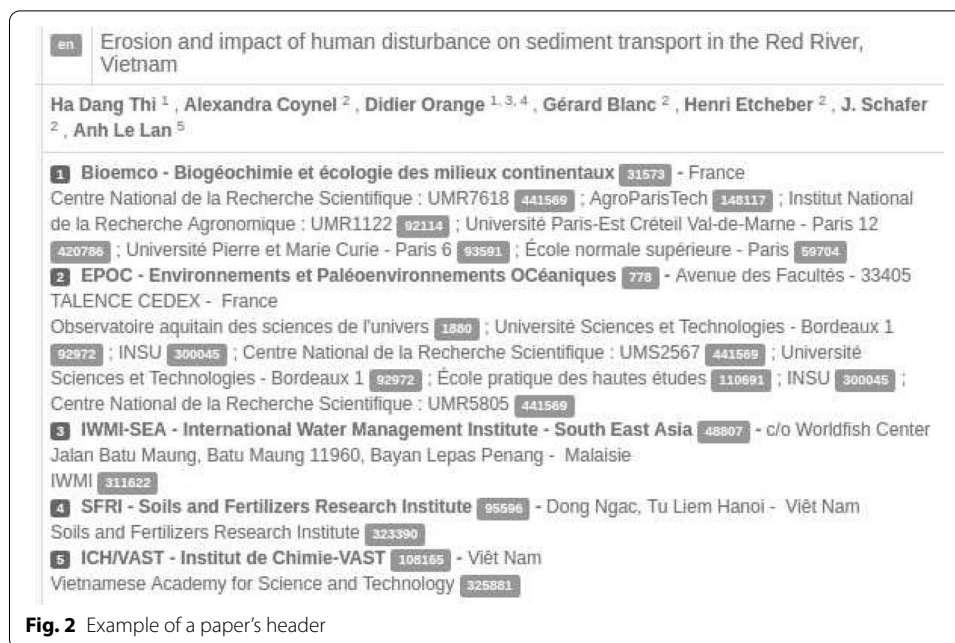 en Erosion and impact of human disturbance on sediment transport in the Red River,
Vietnam
Ha Dang Thi 1 , Alexandra Coynel 2 , Didier Orange 1, 3, 4 , Gérard Blanc 2 , Henri Etcheber 2 , J. Schafer
2 , Anh Le Lan 5
1 Bioemco - Biogéochimie et écologie des milieux continentaux 31573 - France
Centre National de la Recherche Scientifique : UMR7618 441569 ; AgroParisTech 148117 ; Institut National
de la Recherche Agronomique : UMR1122 92114 ; Université Paris-Est Créteil Val-de-Marne - Paris 12
420786 ; Université Pierre et Marie Curie - Paris 6 93591 ; École normale supérieure - Paris 59704
2 EPOC - Environnements et Paléoenvironnements OCéaniques 778 - Avenue des Facultés - 33405
TALENCE CEDEX - France
Observatoire aquitain des sciences de l'univers 1880 ; Université Sciences et Technologies - Bordeaux 1
92972 ; INSU 300045 ; Centre National de la Recherche Scientifique : UMS2567 441569 ; Université
Sciences et Technologies - Bordeaux 1 92972 ; École pratique des hautes études 110691 ; INSU 300045 ;
Centre National de la Recherche Scientifique : UMR5805 441569
3 IWMI-SEA - International Water Management Institute - South East Asia 48807 - c/o Worldfish Center
Jalan Batu Maung, Batu Maung 11960, Bayan Lepas Penang - Malaisie
IWMI 311622
4 SFRI - Soils and Fertilizers Research Institute 95596 - Dong Ngac, Tu Liem Hanoi - Viêt Nam
Soils and Fertilizers Research Institute 323390
5 ICH/VAST - Institut de Chimie-VAST 108165 - Viêt Nam
Vietnamese Academy for Science and Technology 325881
Fig. 2 Example of a paper's header